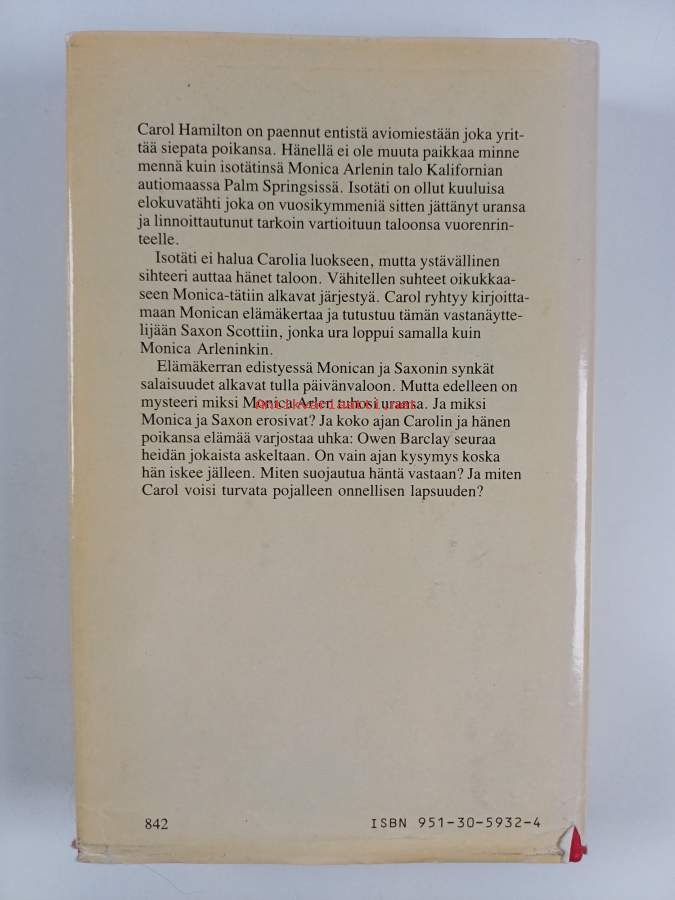 Carol Hamilton on paennut entistä aviomiestään joka yrit-
tää siepata poikansa. Hänellä ei ole muuta paikkaa minne
mennä kuin isotätinsä Monica Arlenin talo Kalifornian
autiomaassa Palm Springsissä. Isotäti on ollut kuuluisa
elokuvatähti joka on vuosikymmeniä sitten jättänyt uransa
ja linnoittautunut tarkoin vartioituun taloonsa vuorenrin-
teelle.
Isotäti ei halua Carolia luokseen, mutta ystävällinen
sihteeri auttaa hänet taloon. Vähitellen suhteet oikukkaa-
seen Monica-tätiin alkavat järjestyä. Carol ryhtyy kirjoitta-
maan Monican elämäkertaa ja tutustuu tämän vastanäytte-
lijään Saxon Scottiin, jonka ura loppui samalla kuin
Monica Arleninkin.
Elämäkerran edistyessä Monican ja Saxonin synkät
salaisuudet alkavat tulla päivänvaloon. Mutta edelleen on
mysteeri miksi Monica Arlen tuhosi uransa. Ja miksi
Antikvariaatti.net
Monica ja Saxon erosivat? Ja koko ajan Carolin ja hänen
poikansa elämää varjostaa uhka: Owen Barclay seuraa
heidän jokaista askeltaan. On vain ajan kysymys koska
hän iskee jälleen. Miten suojautua häntä vastaan? Ja miten
Carol voisi turvata pojalleen onnellisen lapsuuden?
842
ISBN 951-30-5932-4